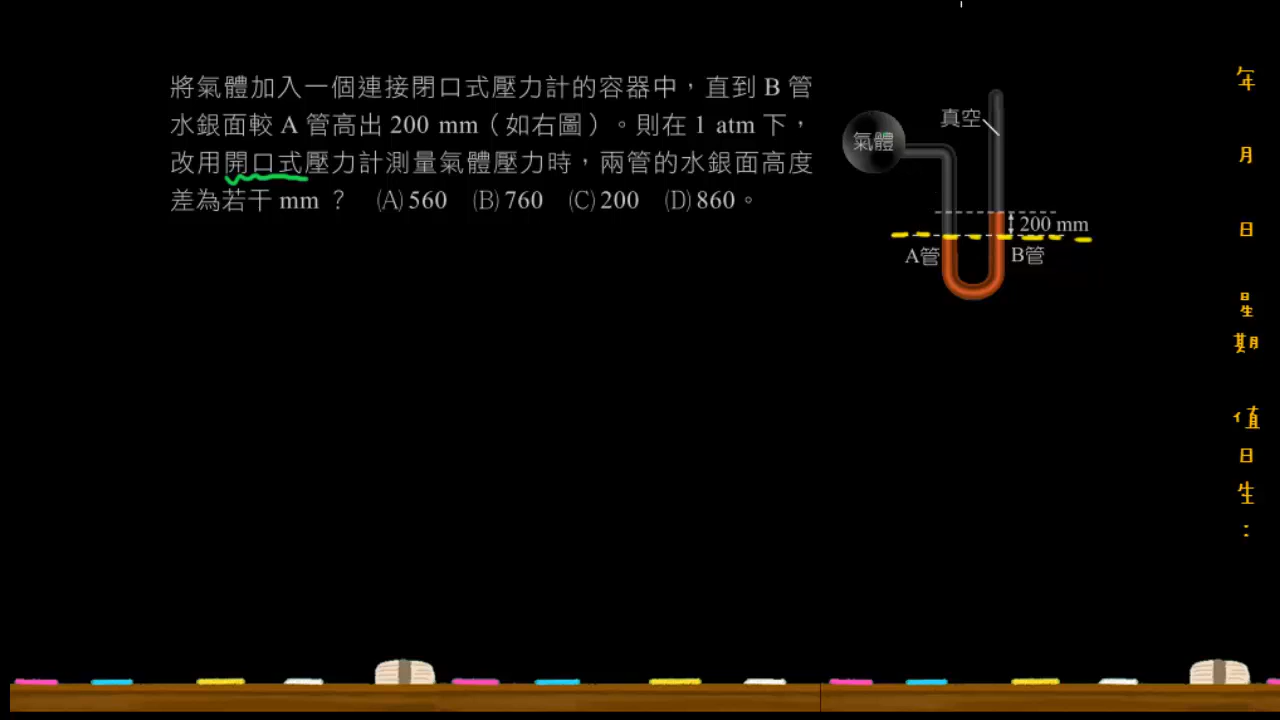 將氣體加入一個連接閉口式壓力計的容器中，直到 B 管
水銀面較 A 管高出 200 mm（如右圖）。則在 1 atm 下，
改用開口式壓力計測量氣體壓力時，兩管的水銀面高度
差為若干 mm ？ (A) 560 (B) 760 (C) 200 (D) 860。
真空
氣體
200 mm
A管
B管
年
月
日
星
期
值
日
生
：